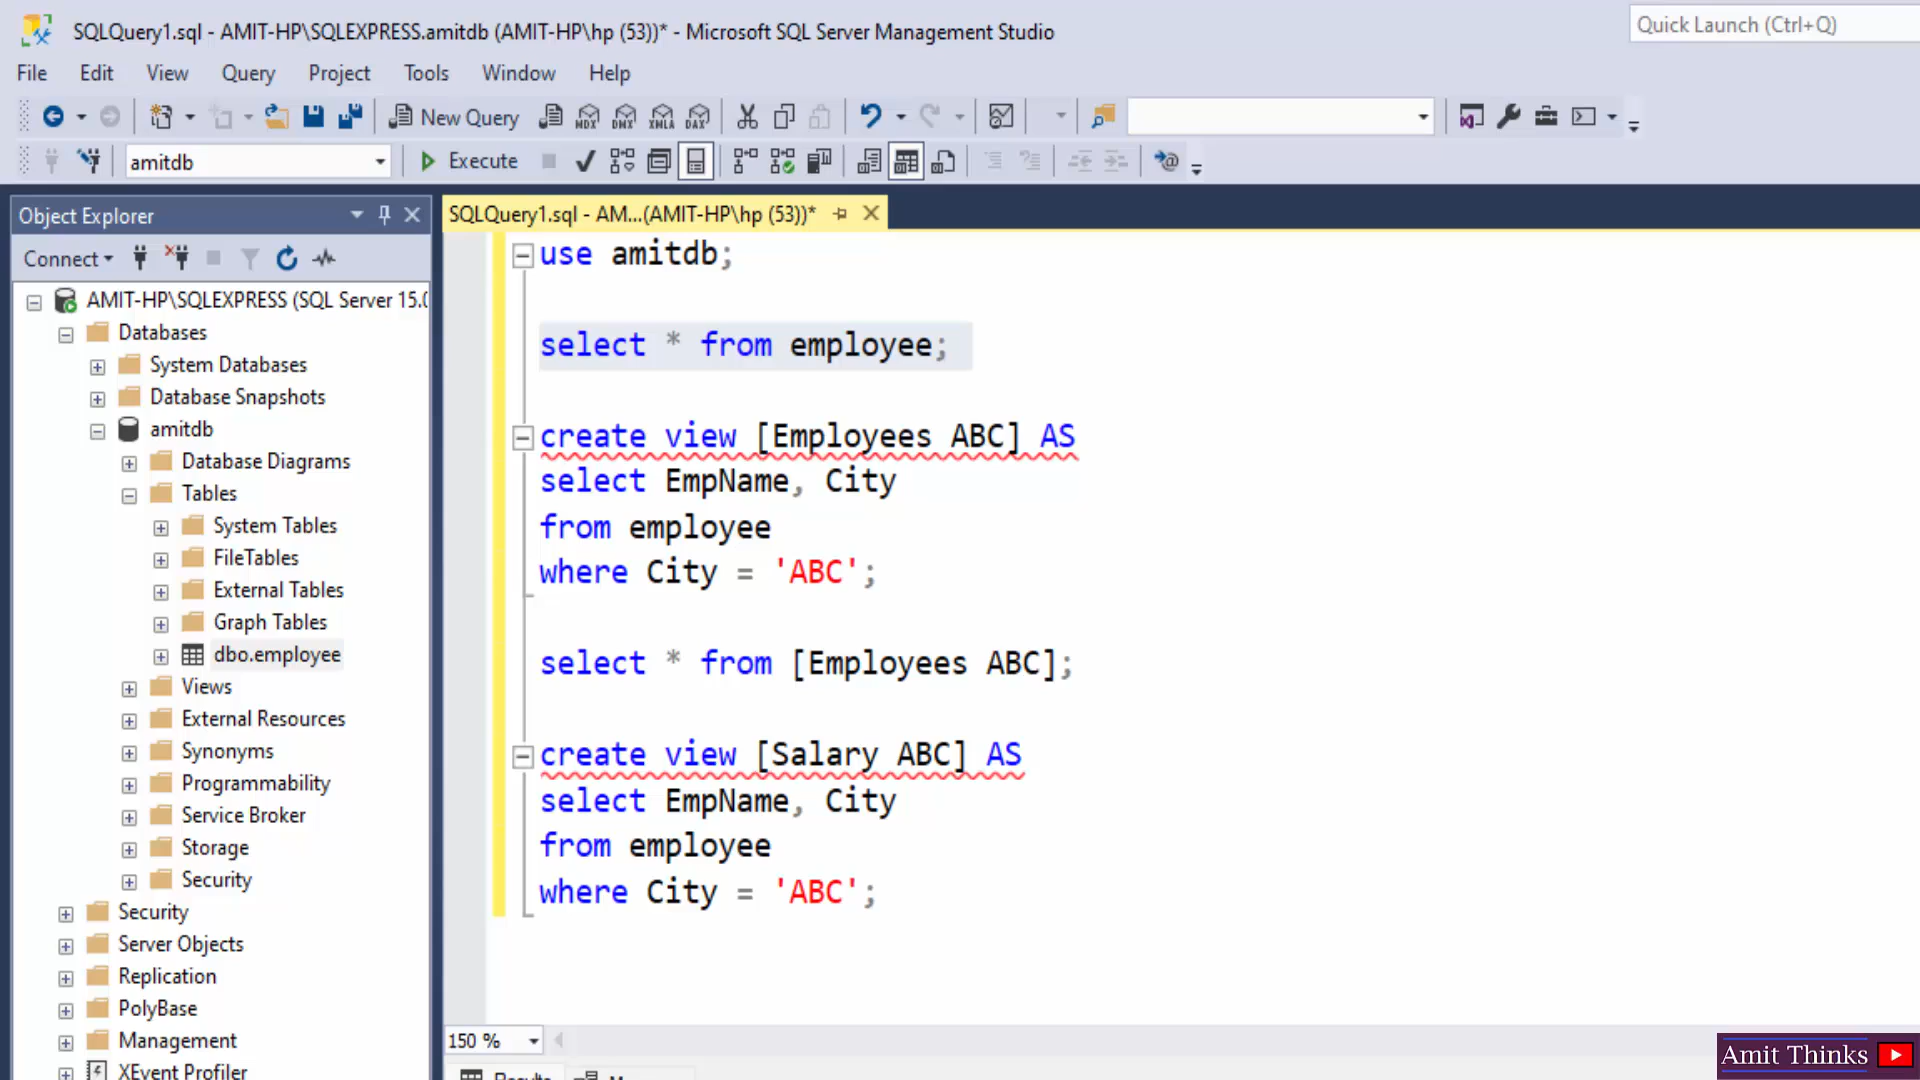 SQLQuery1.sql - AMIT-HP\SQLEXPRESS.amitdb (AMIT-HP\hp (53))* - Microsoft SQL Server Management Studio
Quick Launch (Ctrl+Q)
File Edit View Query Project Tools Window Help
New Query MDX DMX XMLA DAX
amitdb Execute
Object Explorer
SQLQuery1.sql - AM...(AMIT-HP\hp (53))*
Connect
AMIT-HP\SQLEXPRESS (SQL Server 15.0
Databases
System Databases
Database Snapshots
amitdb
Database Diagrams
Tables
System Tables
FileTables
External Tables
Graph Tables
dbo.employee
Views
External Resources
Synonyms
Programmability
Service Broker
Storage
Security
Security
Server Objects
Replication
PolyBase
Management
XEvent Profiler
use amitdb;
select * from employee;
create view [Employees ABC] AS
select EmpName, City
from employee
where City = 'ABC';
select * from [Employees ABC];
create view [Salary ABC] AS
select EmpName, City
from employee
where City = 'ABC';
150 %
Results
Amit Thinks